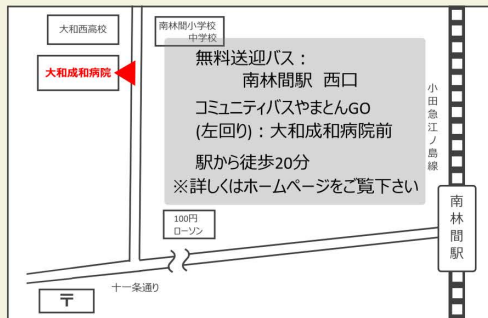 大和西高校
南林間小学校
中学校
大和成和病院
無料送迎バス：
南林間駅 西口
コミュニティバスやまとんGO
(左回り)：大和成和病院前
駅から徒歩20分
※詳しくはホームページをご覧下さい
小田急江ノ島線
南林間駅
100円
ローソン
十一条通り
〒